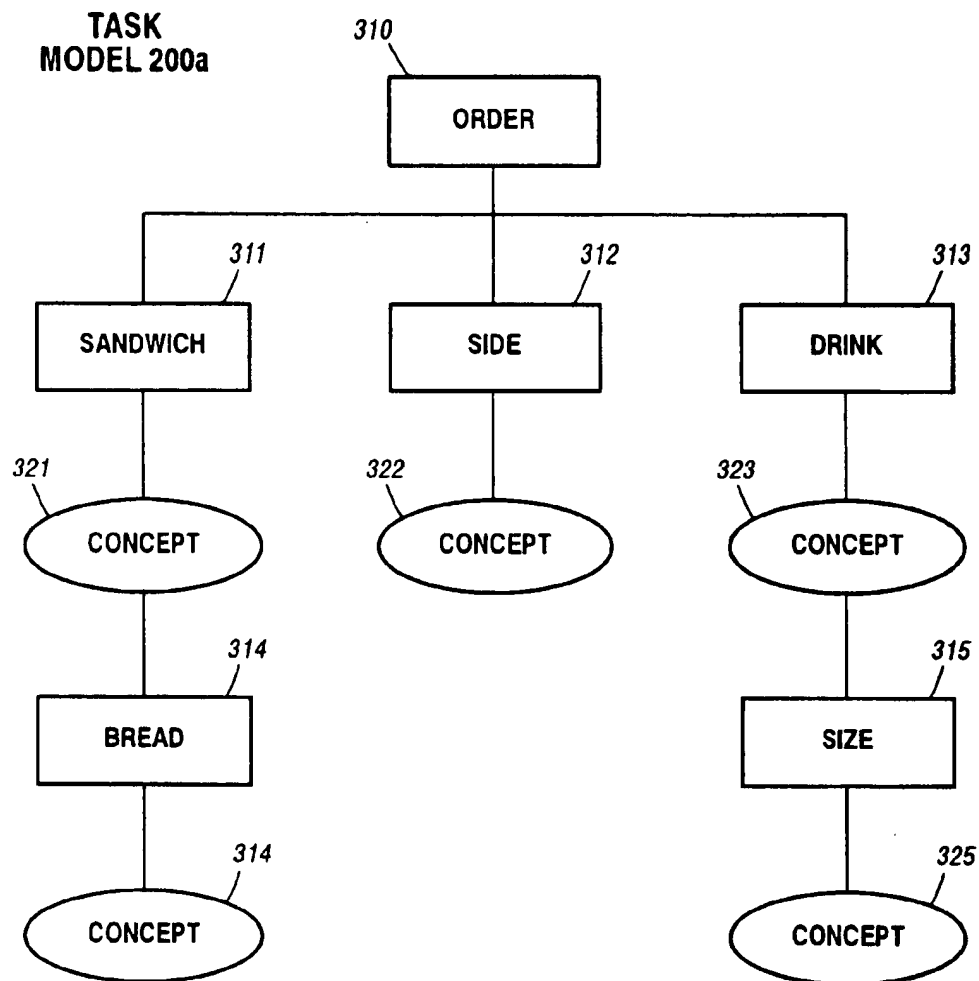 TASK
MODEL 200a
310
ORDER
311
312
313
SANDWICH
SIDE
DRINK
321
322
323
CONCEPT
CONCEPT
CONCEPT
314
315
BREAD
SIZE
314
325
CONCEPT
CONCEPT